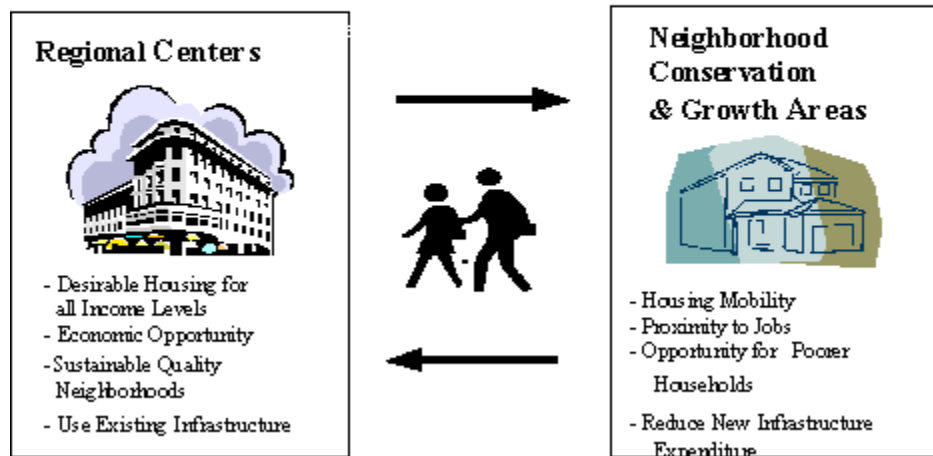 Regional Centers
- Desirable Housing for
all Income Levels
- Economic Opportunity
- Sustainable Quality
Neighborhoods
- Use Existing Infrastructure
Neighborhood
Conservation
& Growth Areas
- Housing Mobility
- Proximity to Jobs
- Opportunity for Poorer
Households
- Reduce New Infrastructure
Expenditure